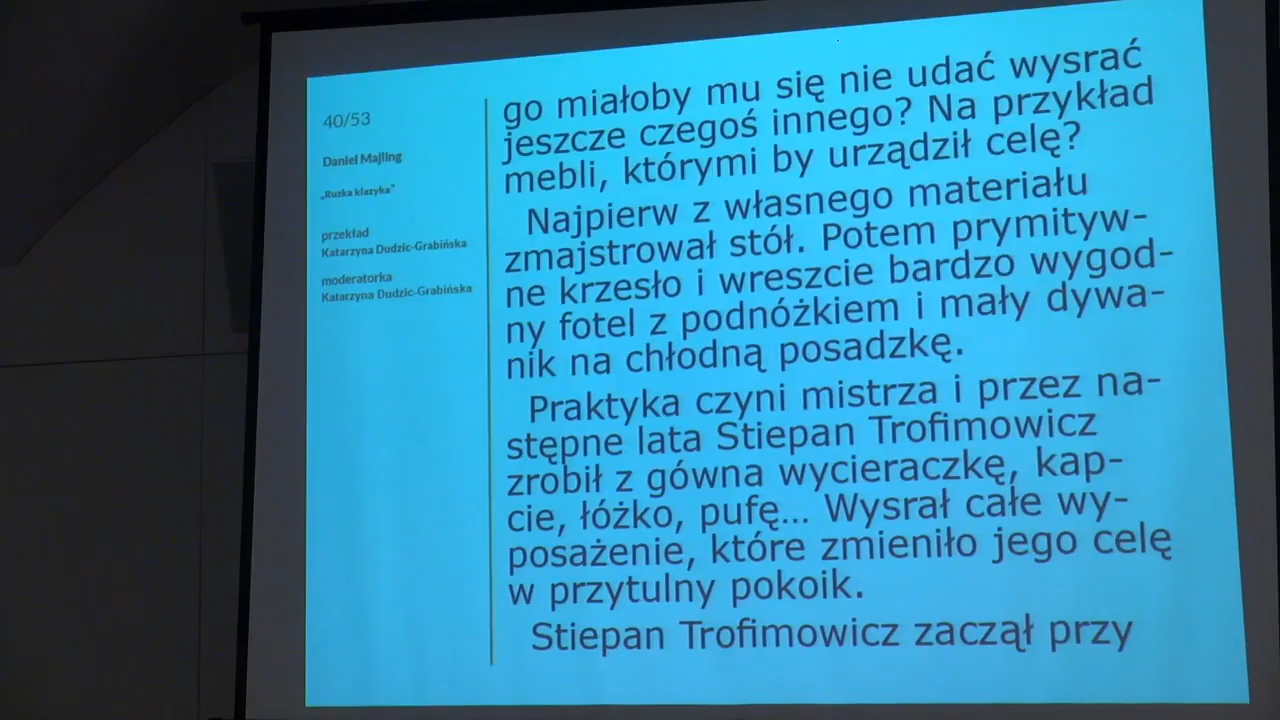 40/53
Daniel Majling
„Ruzka klazyka”
przekład
Katarzyna Dudzic-Grabińska
moderatorka
Katarzyna Dudzic-Grabińska
go miałoby mu się nie udać wysrać
jeszcze czegoś innego? Na przykład
mebli, którymi by urządził celę?
Najpierw z własnego materiału
zmajstrował stół. Potem prymityw-
ne krzesło i wreszcie bardzo wygod-
ny fotel z podnóżkiem i mały dywa-
nik na chłodną posadzkę.
Praktyka czyni mistrza i przez na-
stępne lata Stiepan Trofimowicz
zrobił z gówna wycieraczkę, kap-
cie, łóżko, pufę... Wysrał całe wy-
posażenie, które zmieniło jego celę
w przytulny pokoik.
Stiepan Trofimowicz zaczął przy